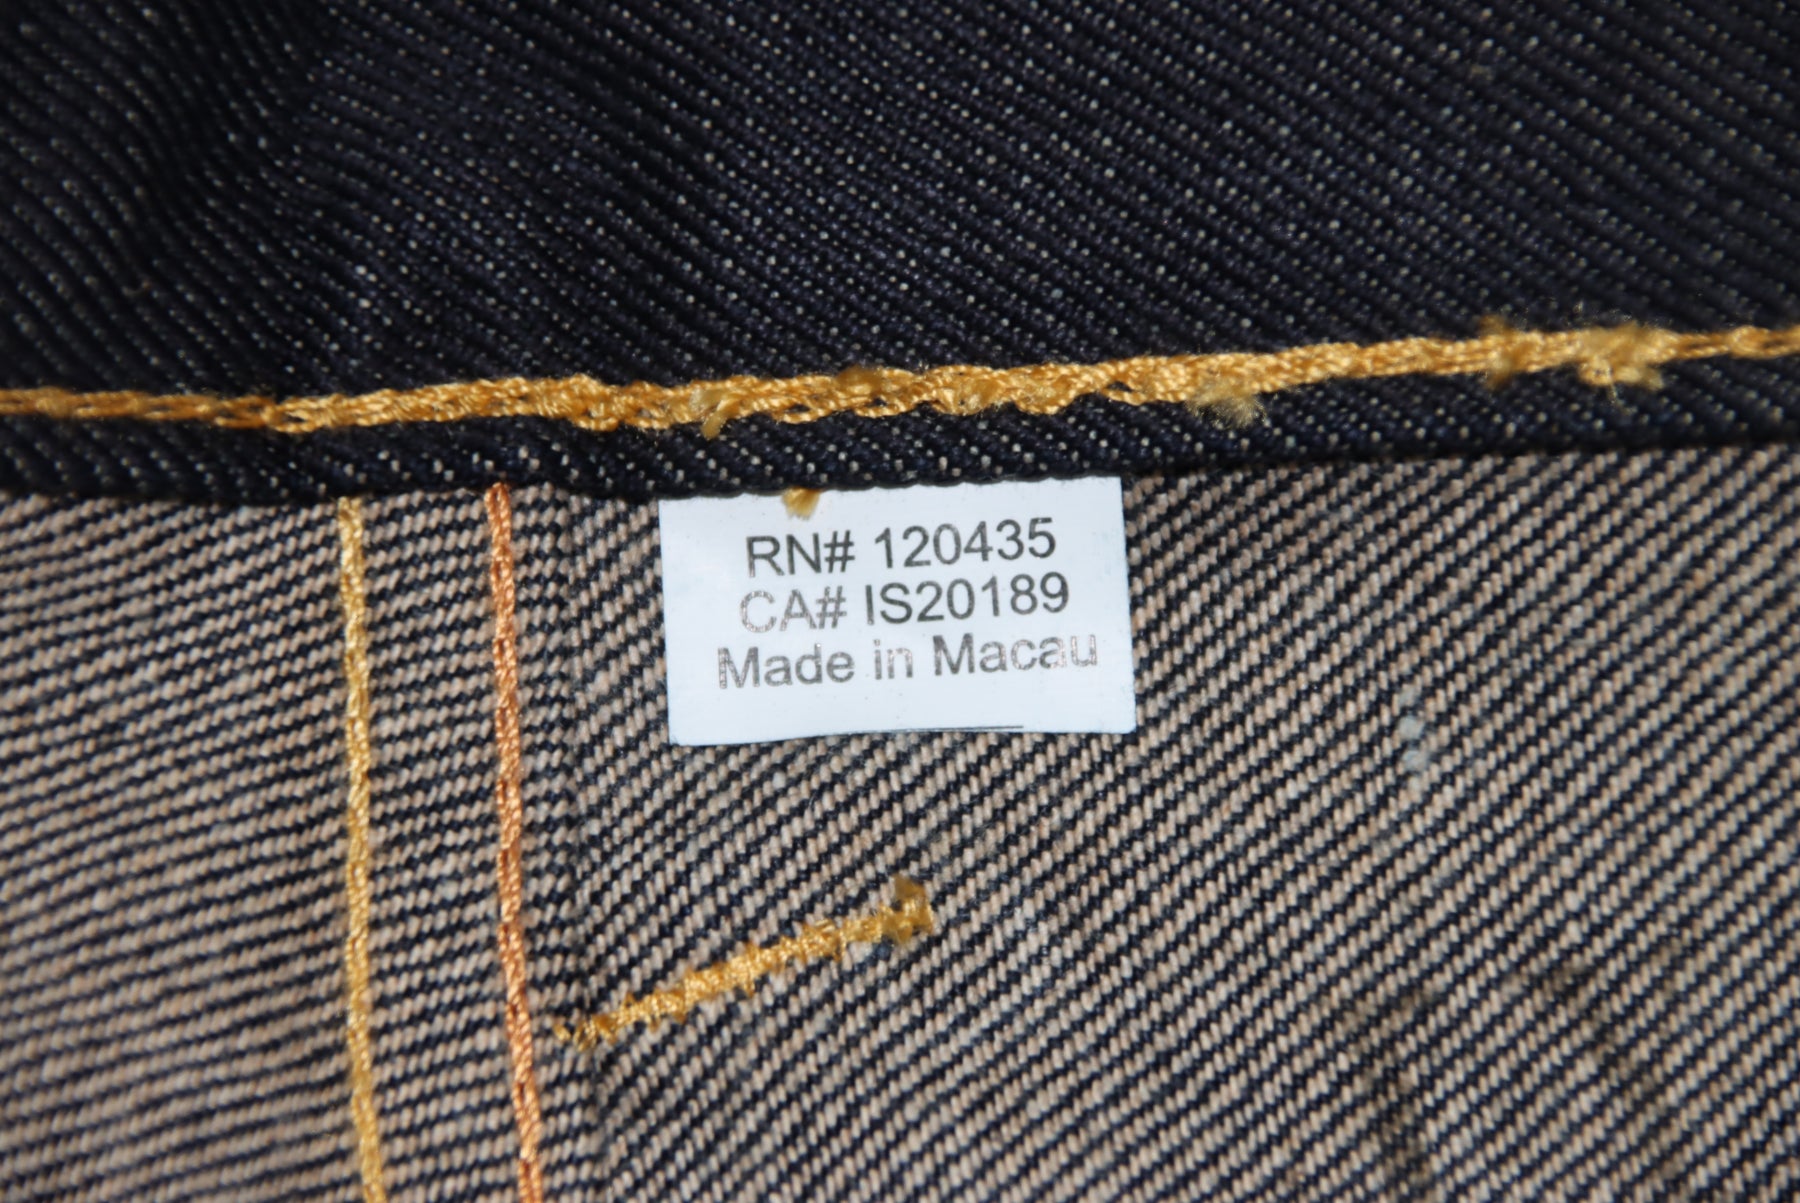 RN# 120435
CA# IS20189
Made in Macau